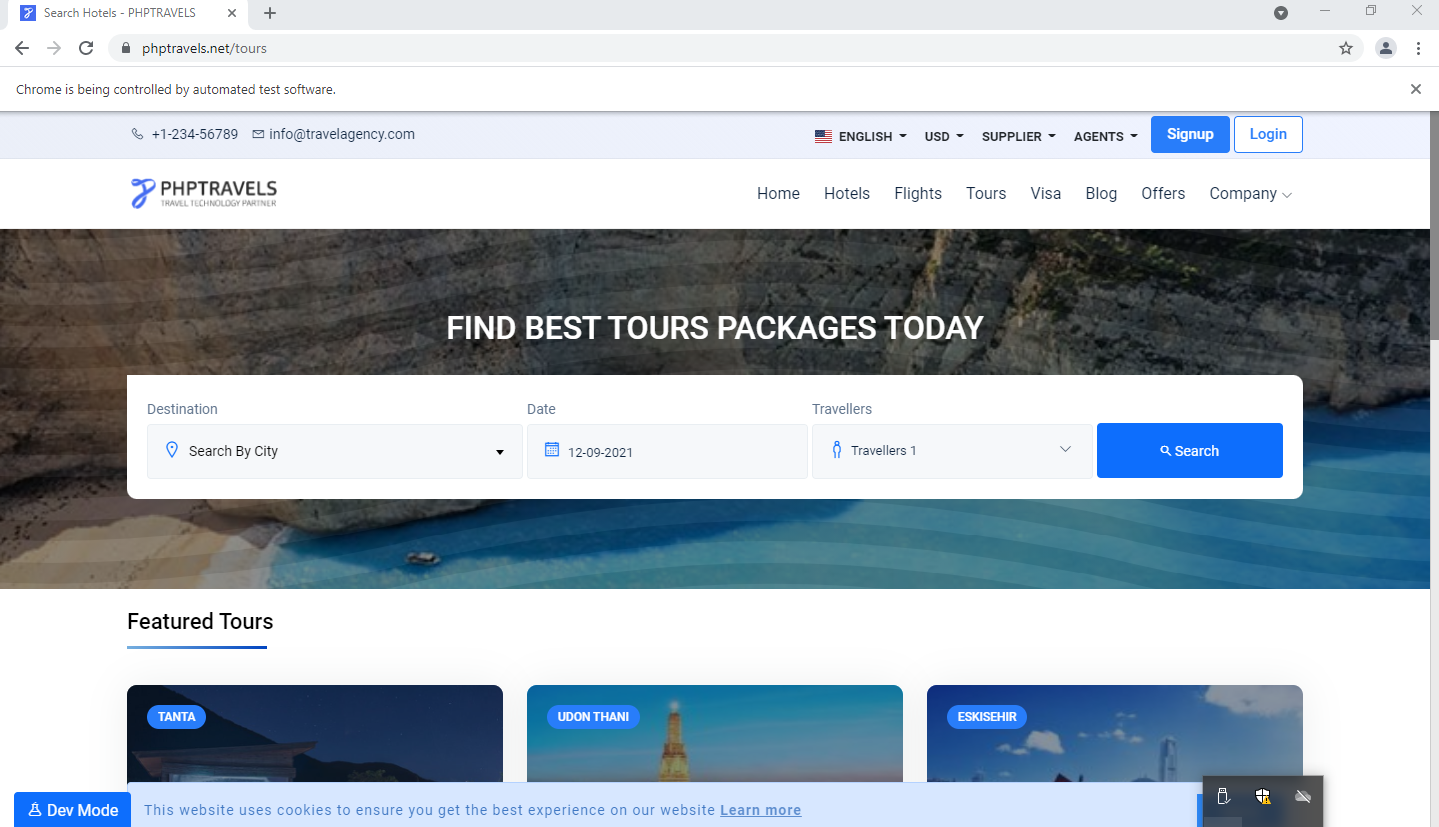 Search Hotels - PHPTRAVELS
phptravels.net/tours
Chrome is being controlled by automated test software.
+1-234-56789 info@travelagency.com ENGLISH USD SUPPLIER AGENTS Signup Login
PHPTRAVELS
TRAVEL TECHNOLOGY PARTNER
Home Hotels Flights Tours Visa Blog Offers Company
FIND BEST TOURS PACKAGES TODAY
Destination Date Travellers
Search By City 12-09-2021 Travellers 1 Search
Featured Tours
TANTA UDON THANI ESKISEHIR
Dev Mode This website uses cookies to ensure you get the best experience on our website Learn more